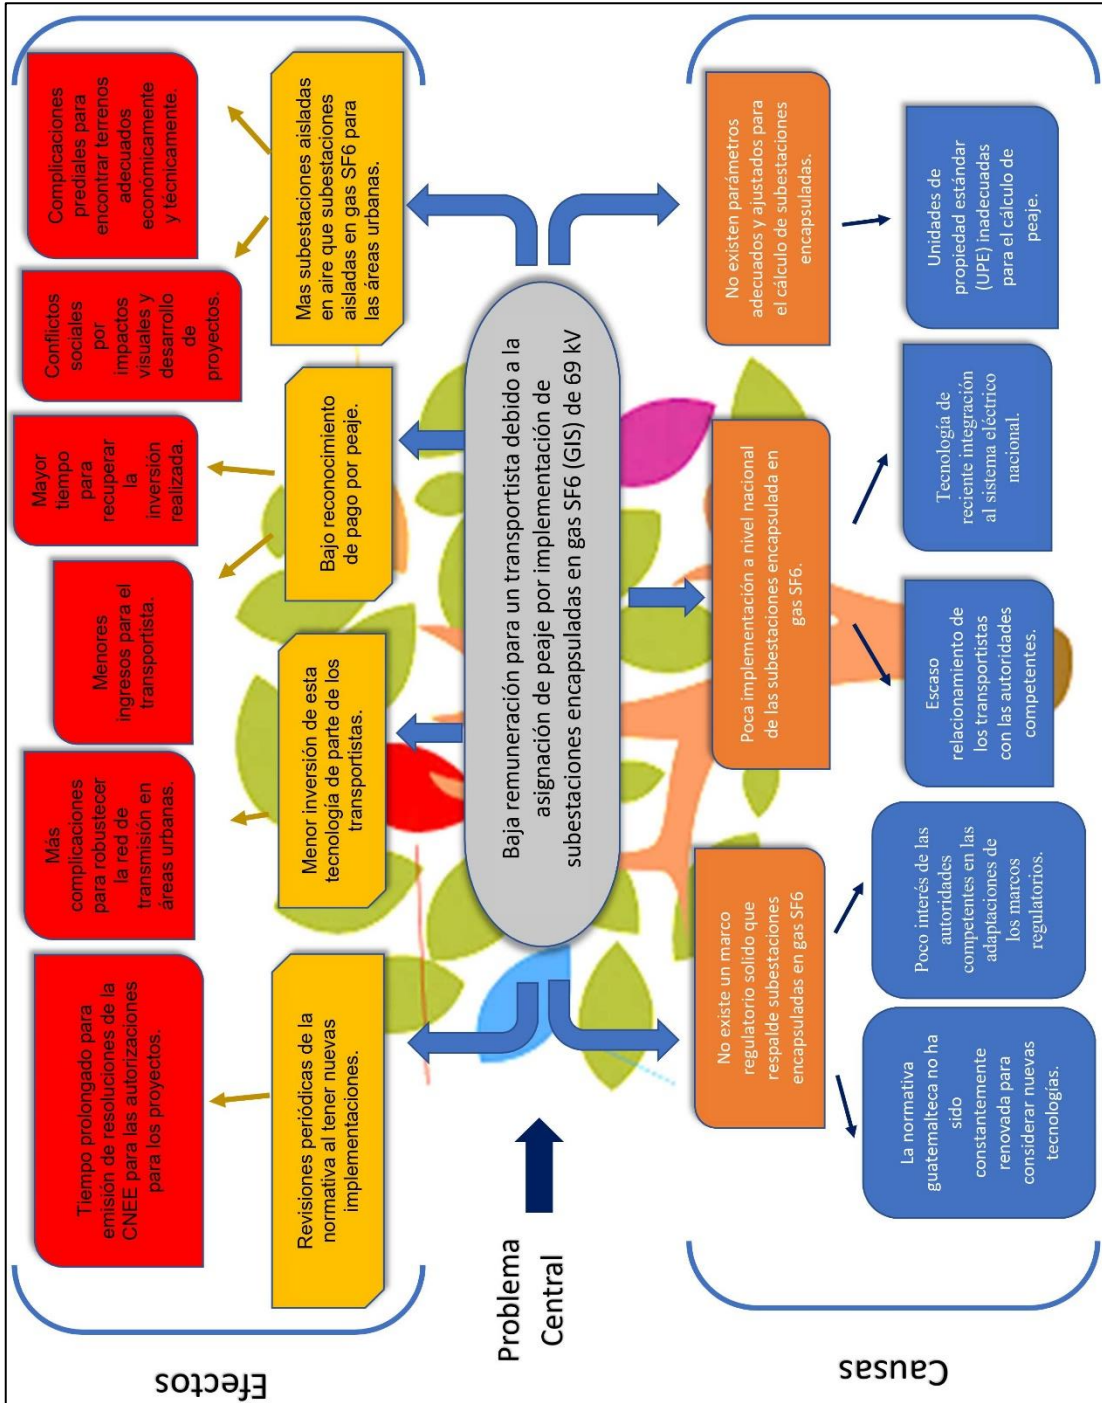 Efectos
Tiempo prolongado para
emisión de resoluciones de la
CNEE para las autorizaciones
para los proyectos.
Más
complicaciones
para robustecer
la red de
transmisión en
áreas urbanas.
Menores
ingresos para el
transportista.
Mayor
tiempo
para
recuperar
la
inversión
realizada.
Conflictos
sociales
por
impactos
visuales y
desarrollo
de
proyectos.
Complicaciones
prediales para
encontrar terrenos
adecuados
económicamente
y técnicamente.
Revisiones periódicas de la
normativa al tener nuevas
implementaciones.
Menor inversión de esta
tecnología de parte de los
transportistas.
Bajo reconocimiento
de pago por peaje.
Mas subestaciones aisladas
en aire que subestaciones
aisladas en gas SF6 para
las áreas urbanas.
Problema
Central
Baja remuneración para un transportista debido a la
asignación de peaje por implementación de
subestaciones encapsuladas en gas SF6 (GIS) de 69 kV
Causas
No existe un marco
regulatorio solido que
respalde subestaciones
encapsuladas en gas SF6
Poca implementación a nivel nacional
de las subestaciones encapsulada en
gas SF6.
No existen parámetros
adecuados y ajustados para
el cálculo de subestaciones
encapsuladas.
La normativa
guatemalteca no ha
sido
constantemente
renovada para
considerar nuevas
tecnologías.
Poco interés de las
autoridades
competentes en las
adaptaciones de
los marcos
regulatorios.
Escaso
relacionamiento de
los transportistas
con las autoridades
competentes.
Tecnología de
reciente integración
al sistema eléctrico
nacional.
Unidades de
propiedad estándar
(UPE) inadecuadas
para el cálculo de
peaje.